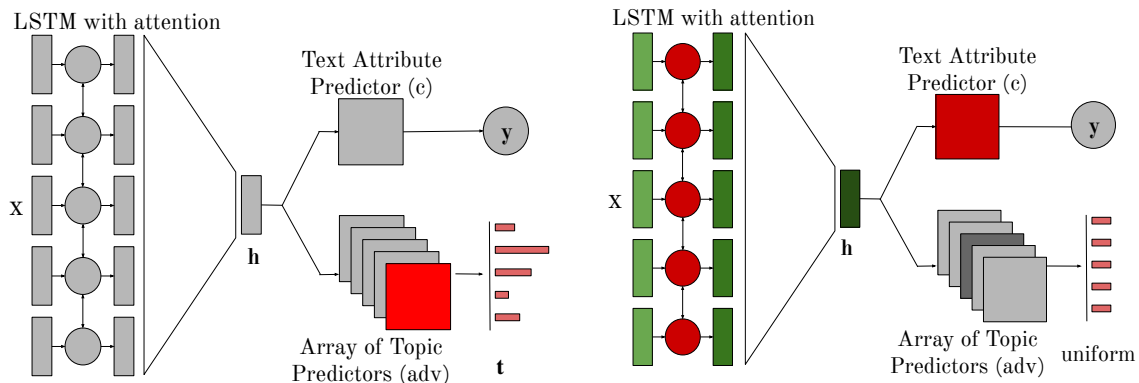 LSTM with attention
Text Attribute
Predictor (c)
y
x
h
Array of Topic
Predictors (adv)
t
LSTM with attention
Text Attribute
Predictor (c)
y
x
h
Array of Topic
Predictors (adv)
uniform